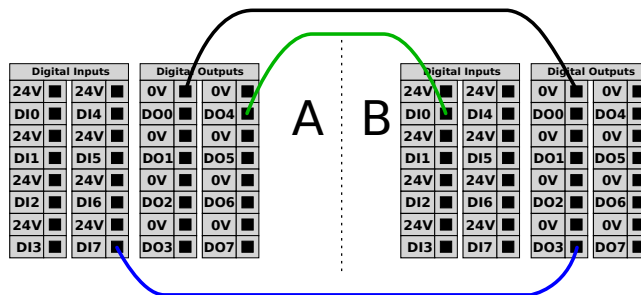 Digital Inputs Digital Outputs Digital Inputs Digital Outputs
24V 24V 0V 0V 24V 24V 0V 0V
DI0 DI4 DO0 DO4 A B DI0 DI4 DO0 DO4
24V 24V 0V 0V 24V 24V 0V 0V
DI1 DI5 DO1 DO5 DI1 DI5 DO1 DO5
24V 24V 0V 0V 24V 24V 0V 0V
DI2 DI6 DO2 DO6 DI2 DI6 DO2 DO6
24V 24V 0V 0V 24V 24V 0V 0V
DI3 DI7 DO3 DO7 DI3 DI7 DO3 DO7